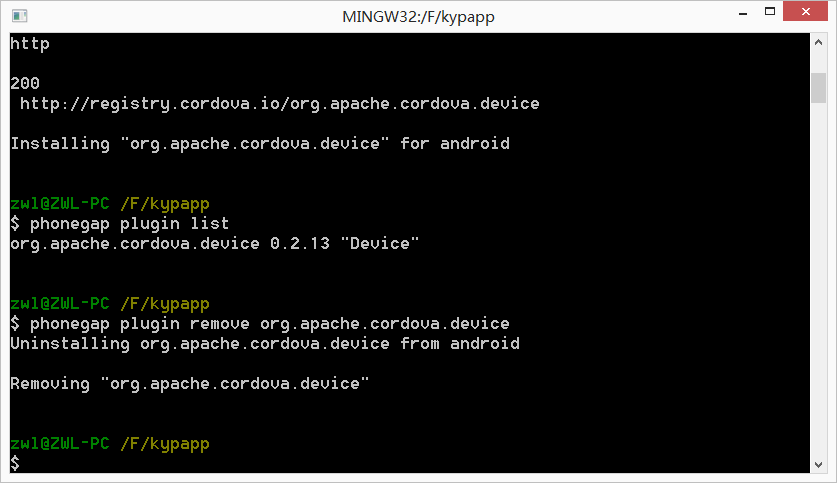 MINGW32:/F/kypapp
http
200
http://registry.cordova.io/org.apache.cordova.device
Installing "org.apache.cordova.device" for android
zwl@ZWL-PC /F/kypapp
$ phonegap plugin list
org.apache.cordova.device 0.2.13 "Device"
zwl@ZWL-PC /F/kypapp
$ phonegap plugin remove org.apache.cordova.device
Uninstalling org.apache.cordova.device from android
Removing "org.apache.cordova.device"
zwl@ZWL-PC /F/kypapp
$